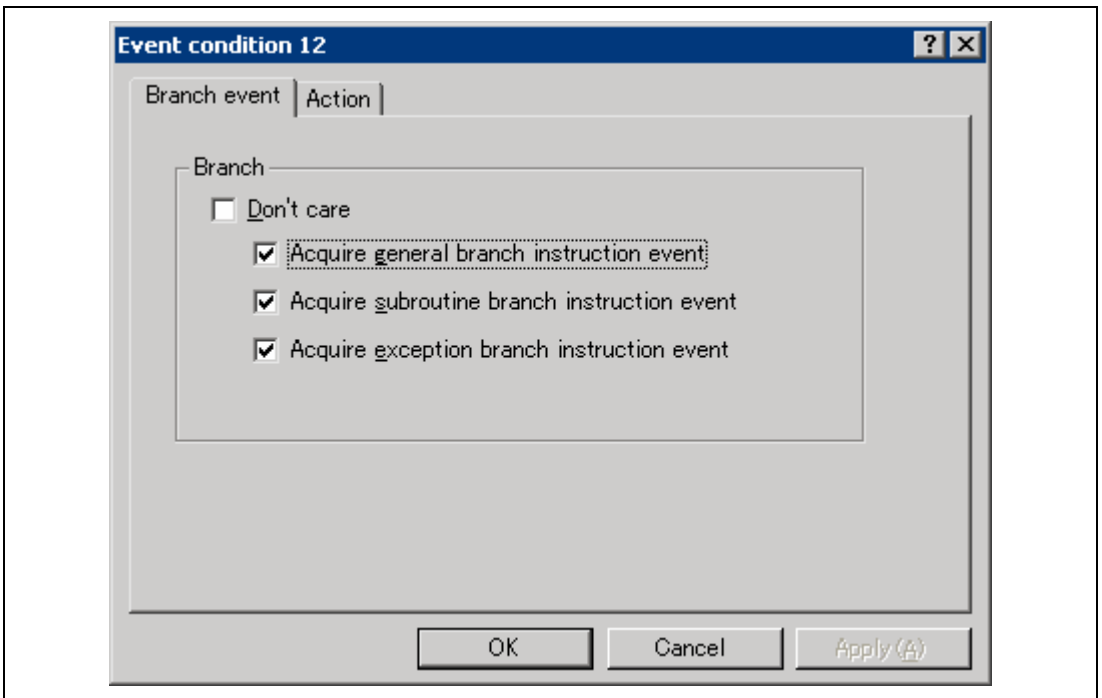 Event condition 12
Branch event
Action
Branch
Don't care
Acquire general branch instruction event
Acquire subroutine branch instruction event
Acquire exception branch instruction event
OK
Cancel
Apply (A)